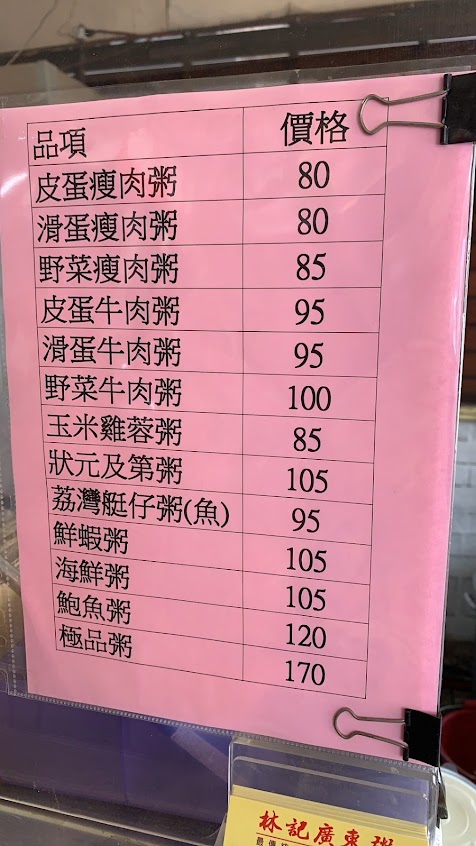 品項 價格
皮蛋瘦肉粥 80
滑蛋瘦肉粥 80
野菜瘦肉粥 85
皮蛋牛肉粥 95
滑蛋牛肉粥 95
野菜牛肉粥 100
玉米雞蓉粥 85
狀元及第粥 105
荔灣艇仔粥(魚) 95
鮮蝦粥 105
海鮮粥 105
鮑魚粥 120
極品粥 170
林記廣東粥